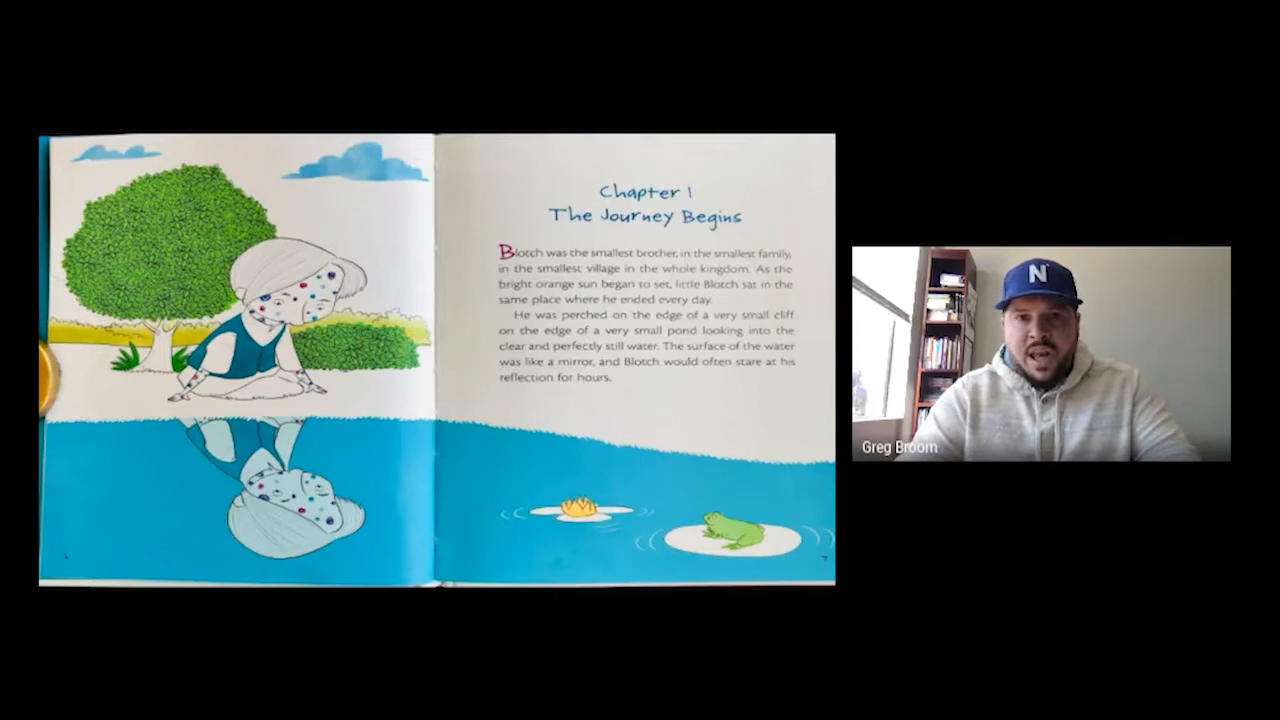 Chapter 1
The Journey Begins
Blotch was the smallest brother, in the smallest family,
in the smallest village in the whole kingdom. As the
bright orange sun began to set, little Blotch sat in the
same place where he ended every day.
He was perched on the edge of a very small cliff
on the edge of a very small pond looking into the
clear and perfectly still water. The surface of the water
was like a mirror, and Blotch would often stare at his
reflection for hours.
7
N
Greg Broom